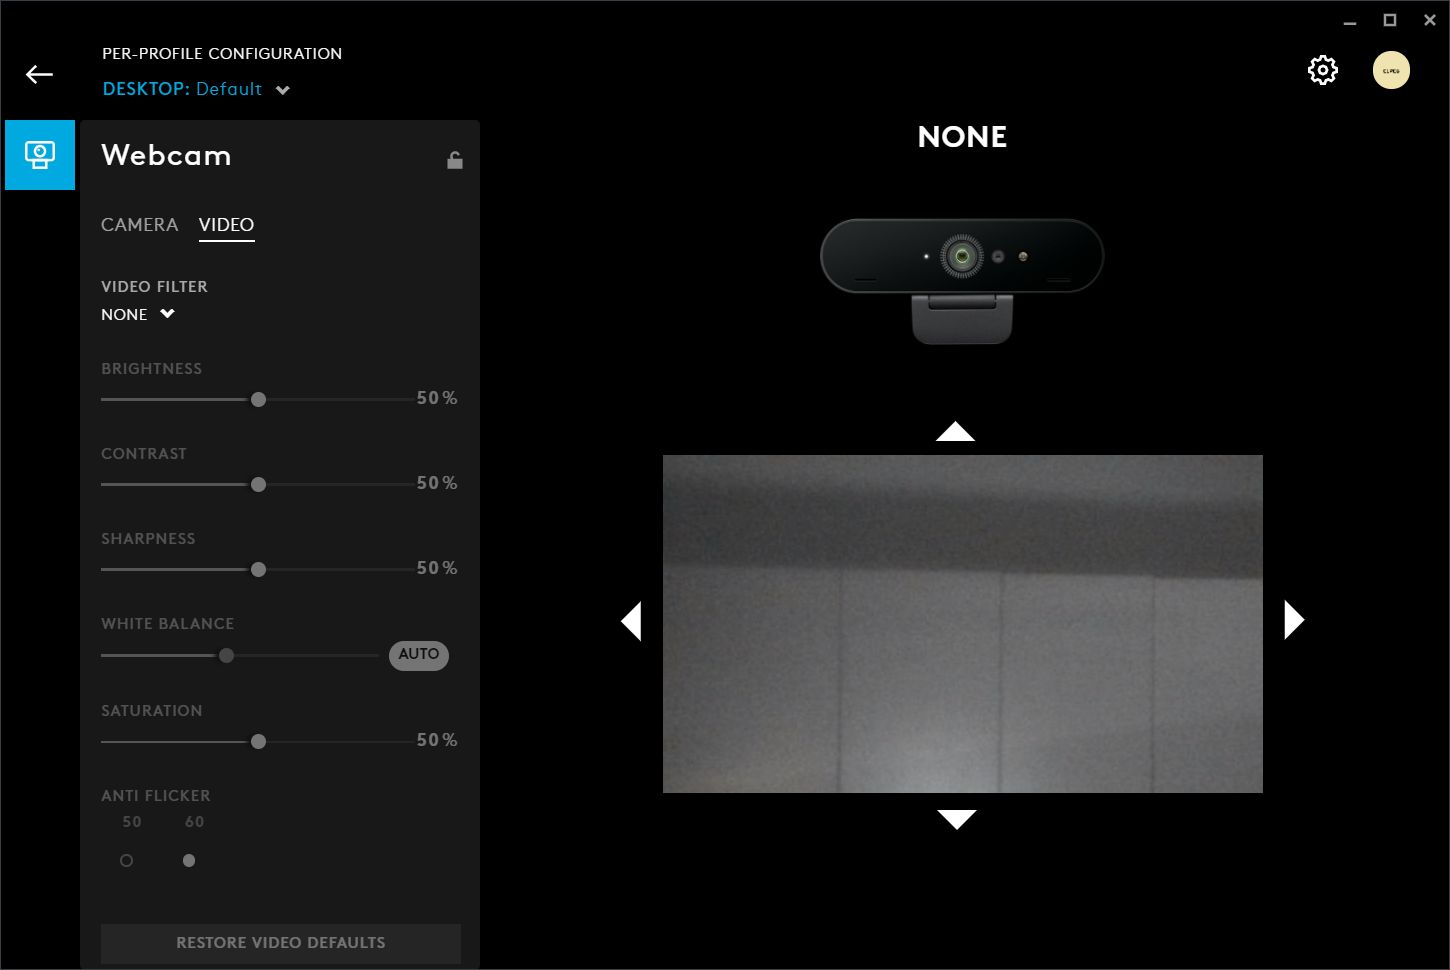 PER-PROFILE CONFIGURATION
DESKTOP: Default
Webcam
CAMERA VIDEO
VIDEO FILTER
NONE
BRIGHTNESS
50 %
CONTRAST
50 %
SHARPNESS
50 %
WHITE BALANCE
AUTO
SATURATION
50 %
ANTI FLICKER
50 60
RESTORE VIDEO DEFAULTS
NONE